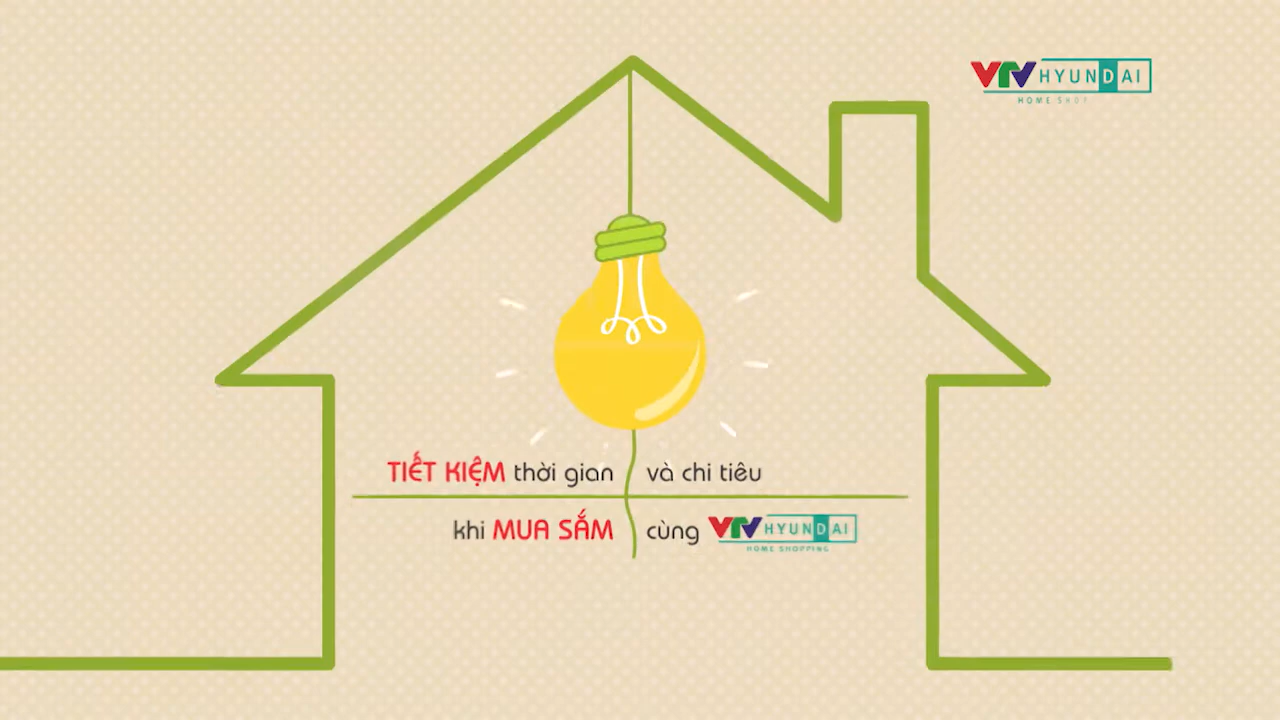 VTV HYUNDAI
HOME SHOP
TIẾT KIỆM thời gian và chi tiêu
khi MUA SẮM cùng VTV HYUNDAI
HOME SHOPPING